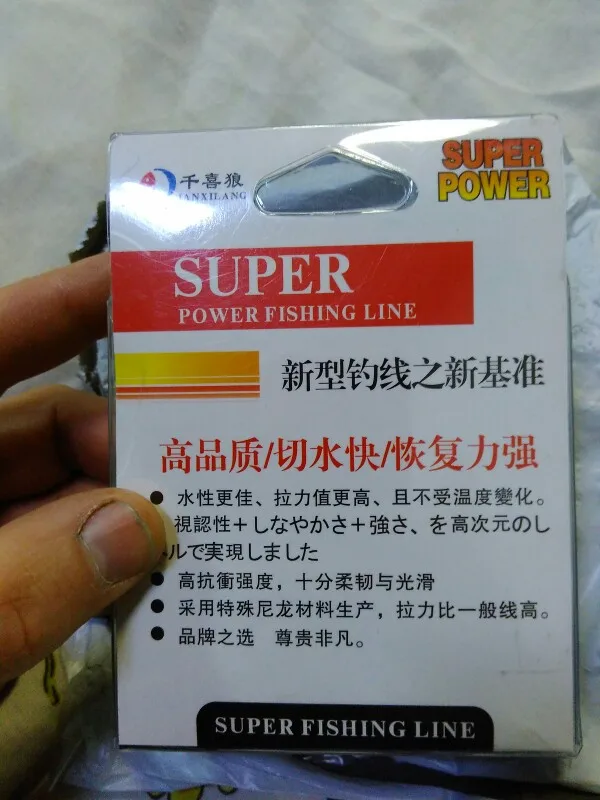 千喜狼
IANXILANG
SUPER
POWER
SUPER
POWER FISHING LINE
新型钓线之新基准
高品质/切水快/恢复力强
● 水性更佳、拉力值更高、且不受温度變化。
● 視認性+しなやかさ+強さ、を高次元のし
ルで実現しました
● 高抗衝强度，十分柔韧与光滑
● 采用特殊尼龙材料生产，拉力比一般线高。
● 品牌之选 尊贵非凡。
SUPER FISHING LINE